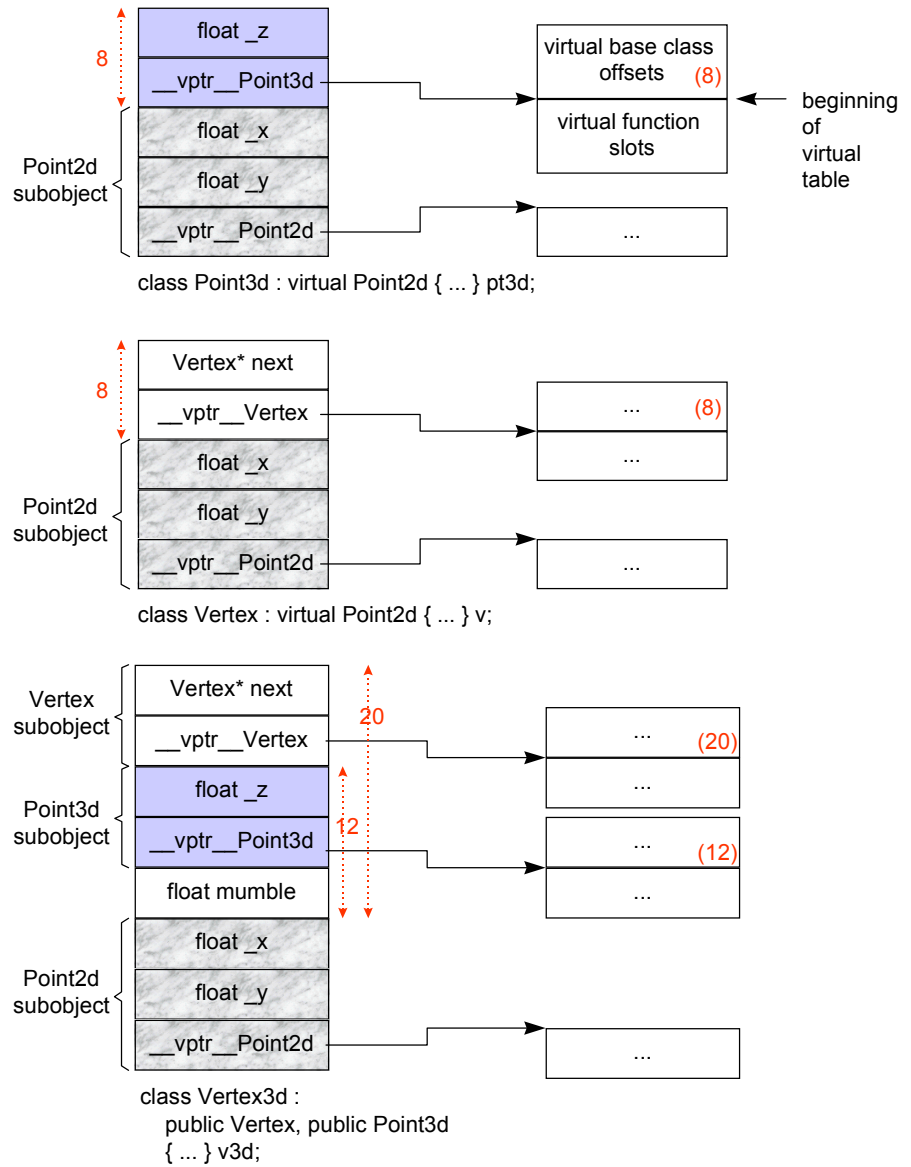 float _z
8
__vptr__Point3d
float _x
Point2d
subobject
float _y
__vptr__Point2d
virtual base class
offsets
(8)
virtual function
slots
beginning
of
virtual
table
...
class Point3d : virtual Point2d { ... } pt3d;
Vertex* next
8
__vptr__Vertex
float _x
Point2d
subobject
float _y
__vptr__Point2d
...
(8)
...
...
class Vertex : virtual Point2d { ... } v;
Vertex
subobject
Vertex* next
20
__vptr__Vertex
...
(20)
...
Point3d
subobject
float _z
12
__vptr__Point3d
...
(12)
...
float mumble
float _x
Point2d
subobject
float _y
__vptr__Point2d
...
class Vertex3d :
public Vertex, public Point3d
{ ... } v3d;